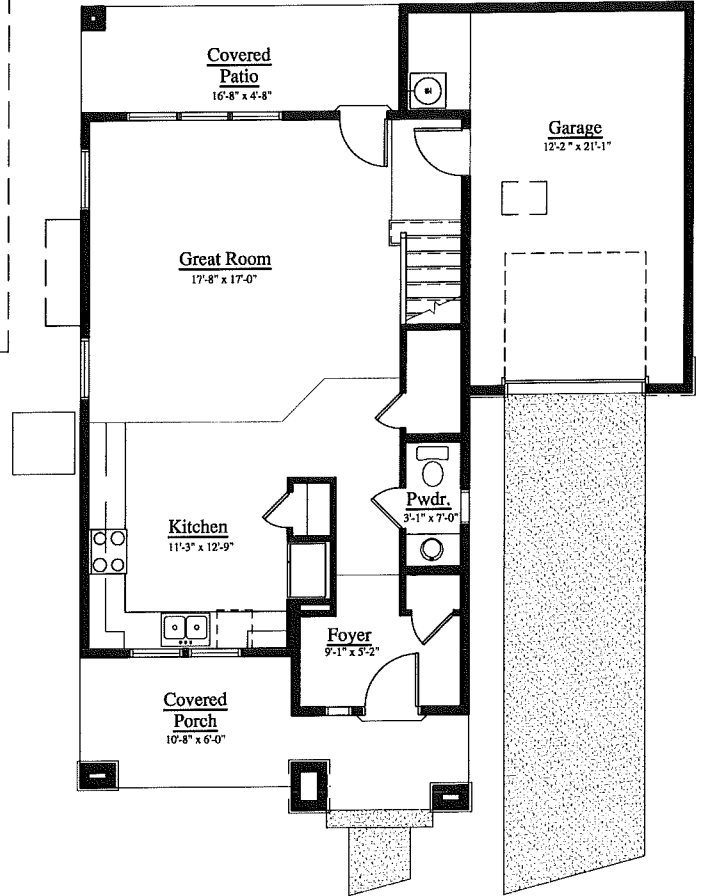 Covered
Patio
16'-8" x 4'-8"
Garage
12'-2" x 21'-1"
Great Room
17'-8" x 17'-0"
Pwdr.
3'-1" x 7'-0"
Kitchen
11'-3" x 12'-9"
Foyer
9'-1" x 5'-2"
Covered
Porch
10'-8" x 6'-0"